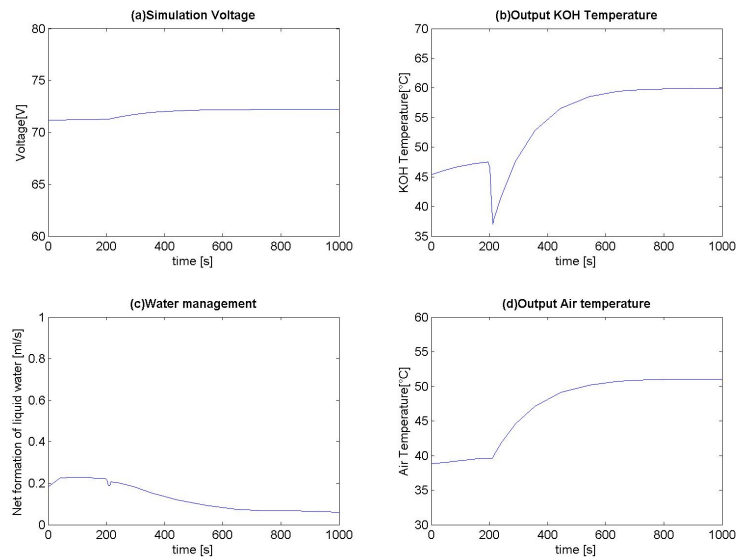 (a)Simulation Voltage
80
75
70
65
60
Voltage[V]
0 200 400 600 800 1000
time [s]
(b)Output KOH Temperature
70
65
60
55
50
45
40
35
KOH Temperature[°C]
0 200 400 600 800 1000
time [s]
(c)Water management
1
0.8
0.6
0.4
0.2
0
Net formation of liquid water [ml/s]
0 200 400 600 800 1000
time [s]
(d)Output Air temperature
60
55
50
45
40
35
30
Air Temperature[°C]
0 200 400 600 800 1000
time [s]